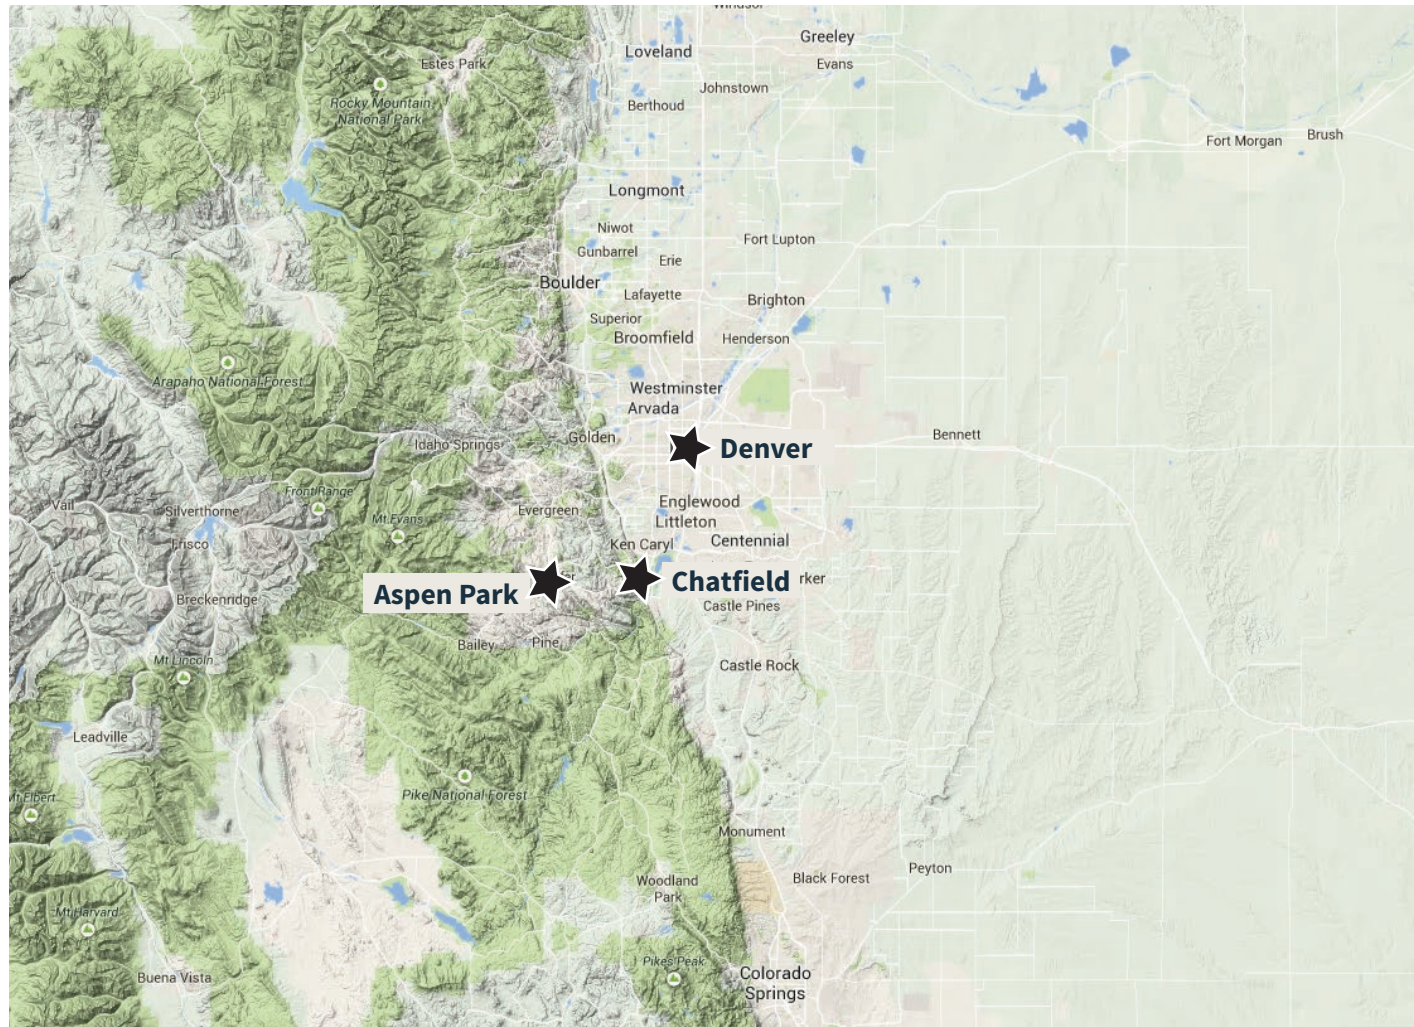 Windsor
Greeley
Loveland
Estes Park
Evans
Johnstown
Rocky Mountain
National Park
Berthoud
Fort Morgan
Brush
Longmont
Niwot
Fort Lupton
Gunbarrel
Erie
Boulder
Lafayette
Brighton
Superior
Broomfield
Henderson
Arapaho National Forest
Westminster
Arvada
Golden
Idaho Springs
Denver
Bennett
Front Range
Vail
Silverthorne
Mt Evans
Evergreen
Englewood
Littleton
Frisco
Ken Caryl
Centennial
Aspen Park
Chatfield
rker
Breckenridge
Castle Pines
Bailey
Pine
Mt Lincoln
Castle Rock
Leadville
Pike National Forest
Mt Elbert
Monument
Peyton
Black Forest
Woodland
Park
Mt Harvard
Buena Vista
Pikes Peak
Colorado
Springs